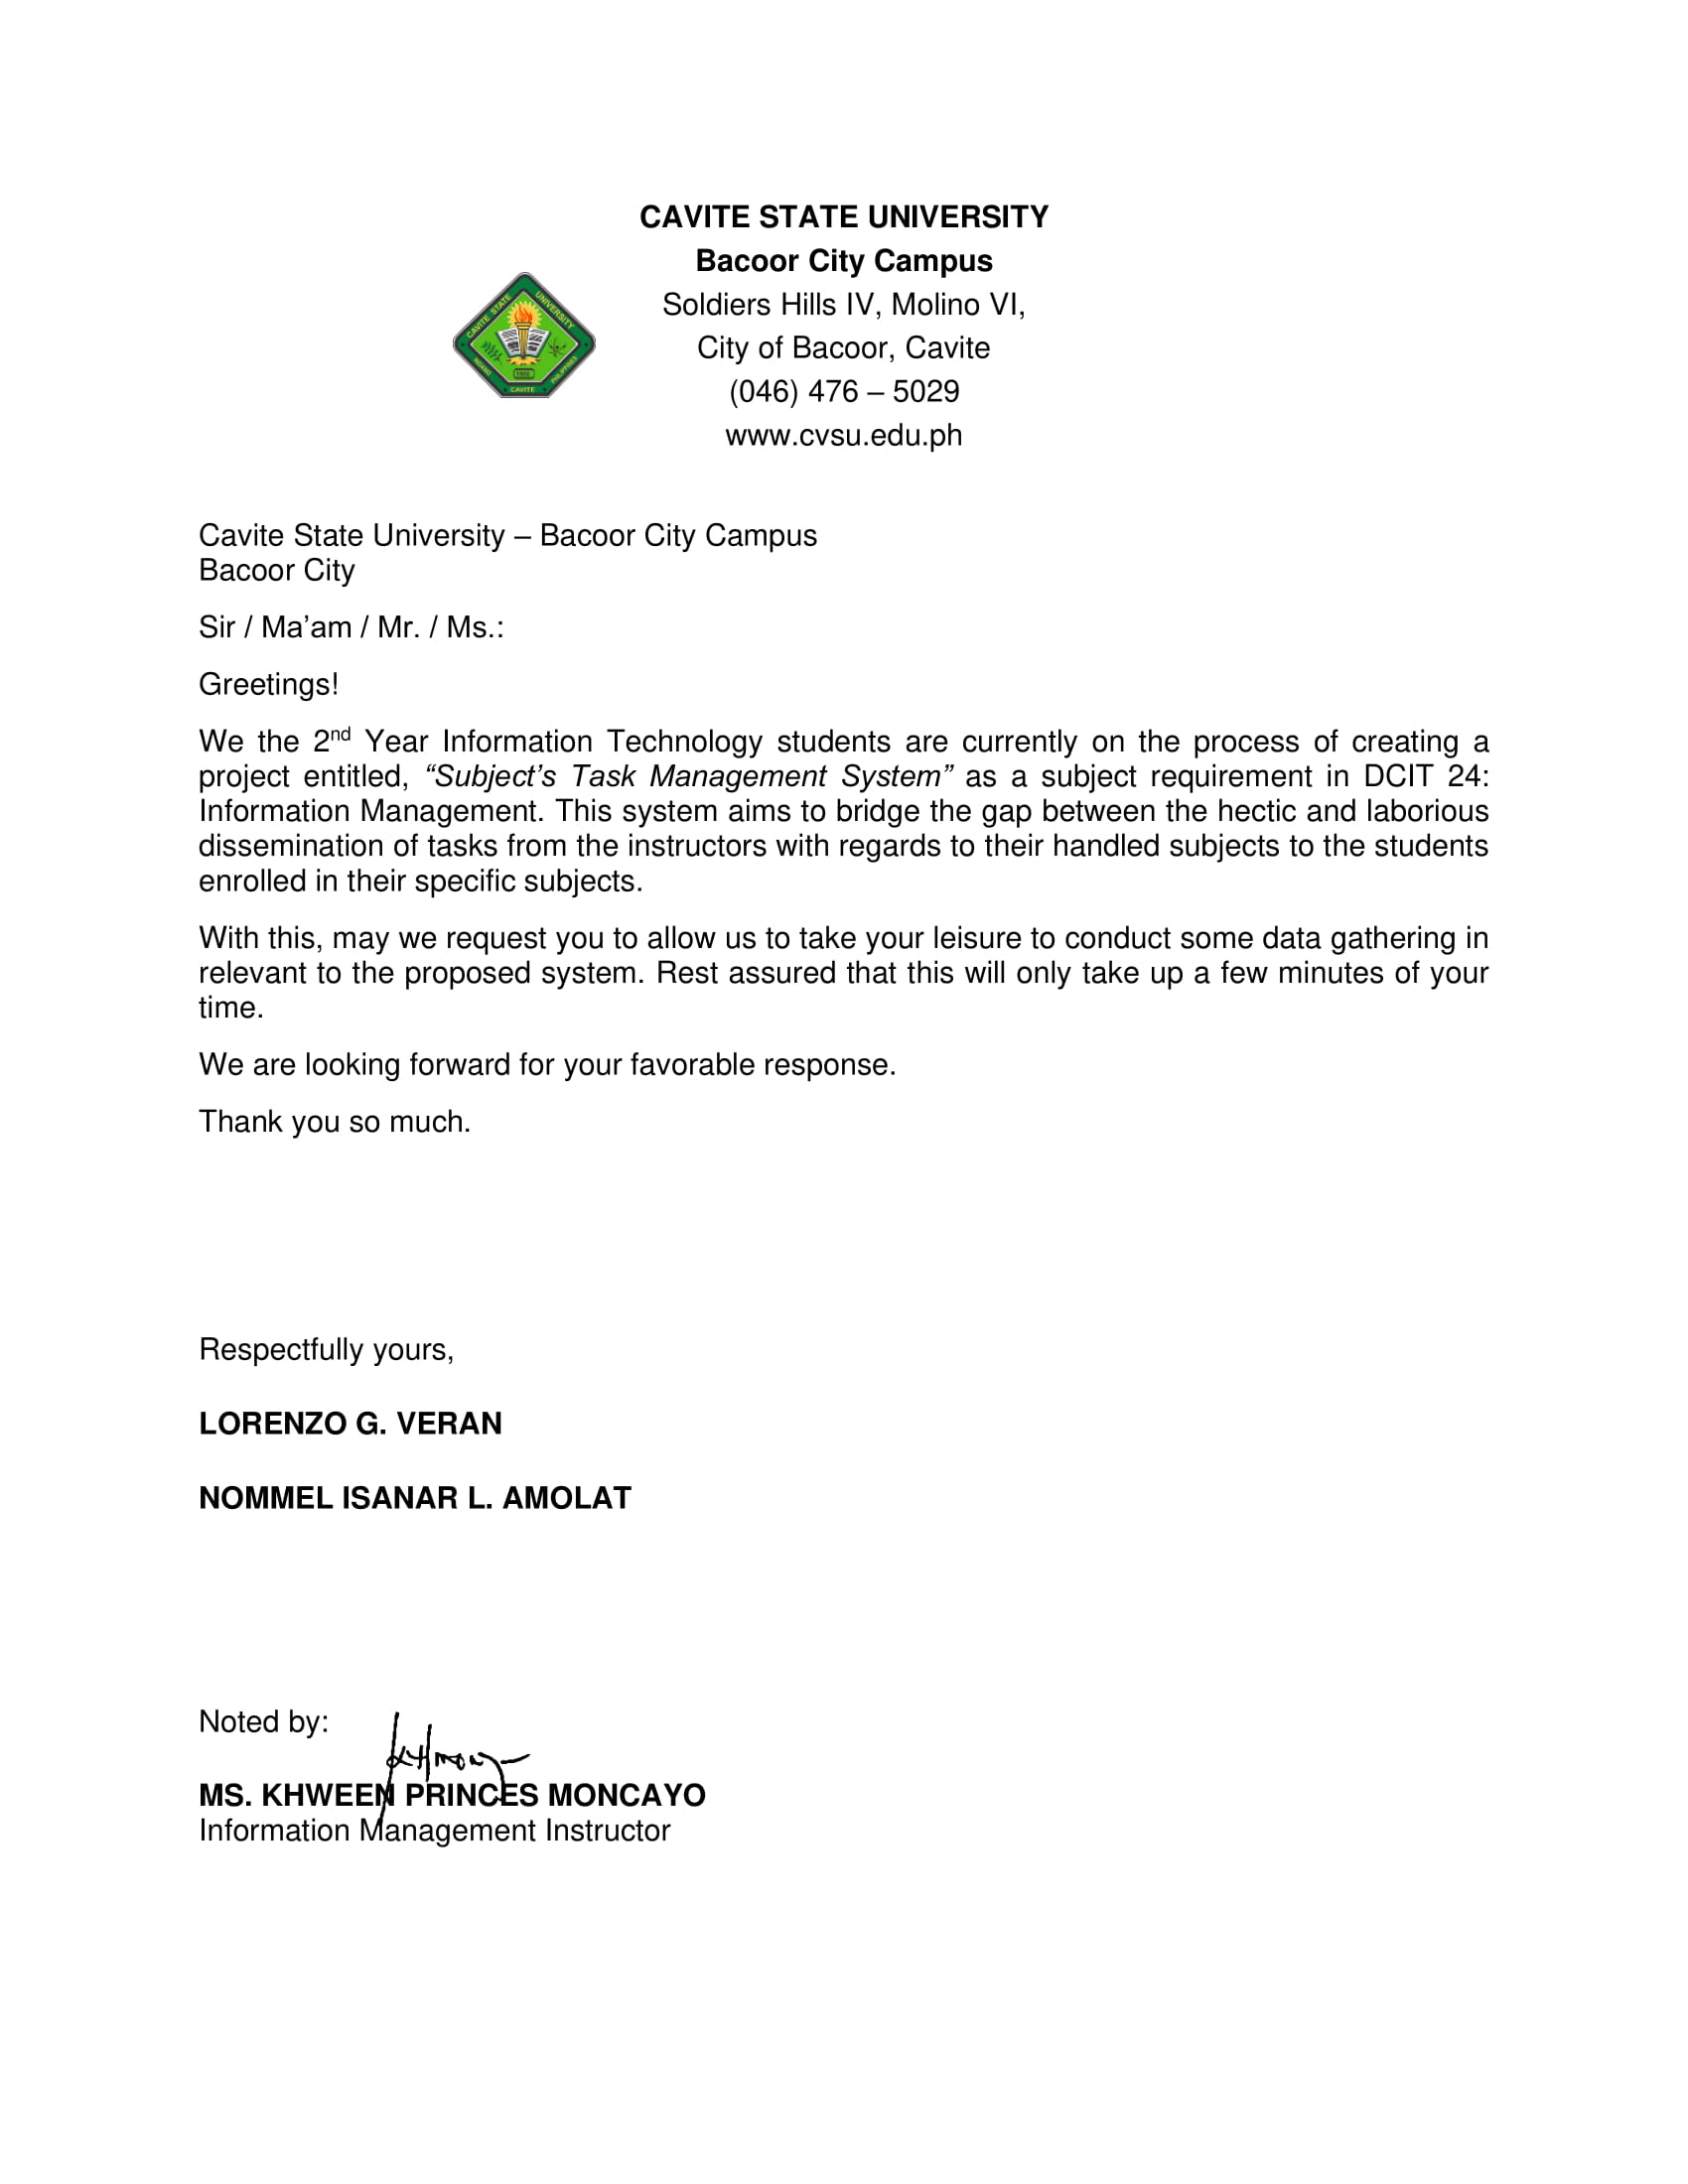 CAVITE STATE UNIVERSITY
Bacoor City Campus
Soldiers Hills IV, Molino VI,
City of Bacoor, Cavite
(046) 476 – 5029
www.cvsu.edu.ph
CAVITE STATE UNIVERSITY
INDANG CAVITE PHILIPPINES
Cavite State University – Bacoor City Campus
Bacoor City
Sir / Ma’am / Mr. / Ms.:
Greetings!
We the 2nd Year Information Technology students are currently on the process of creating a
project entitled, “Subject’s Task Management System” as a subject requirement in DCIT 24:
Information Management. This system aims to bridge the gap between the hectic and laborious
dissemination of tasks from the instructors with regards to their handled subjects to the students
enrolled in their specific subjects.
With this, may we request you to allow us to take your leisure to conduct some data gathering in
relevant to the proposed system. Rest assured that this will only take up a few minutes of your
time.
We are looking forward for your favorable response.
Thank you so much.
Respectfully yours,
LORENZO G. VERAN
NOMMEL ISANAR L. AMOLAT
Noted by:
MS. KHWEEN PRINCES MONCAYO
Information Management Instructor